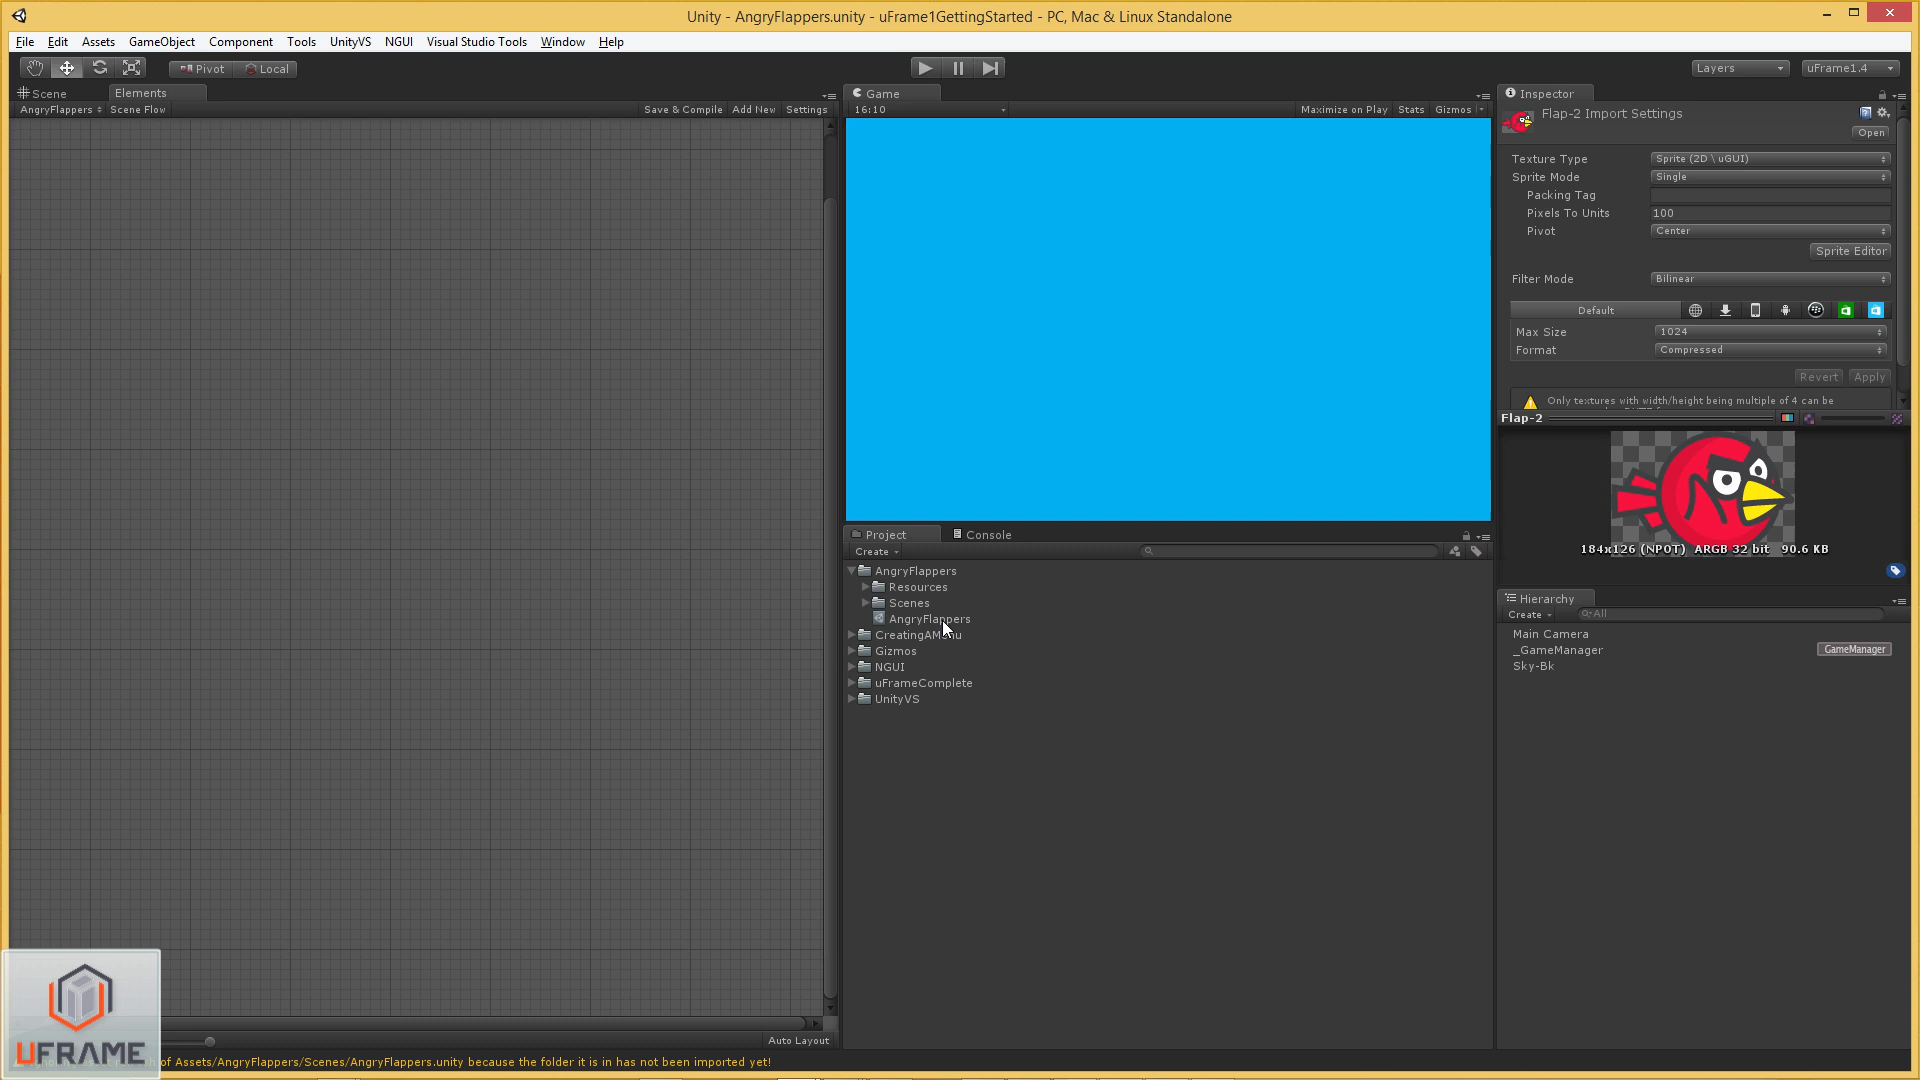 Unity - AngryFlappers.unity - uFrame1GettingStarted - PC, Mac & Linux Standalone
File Edit Assets GameObject Component Tools UnityVS NGUI Visual Studio Tools Window Help
Pivot Local Layers uFrame1.4
Scene Elements
AngryFlappers Scene Flow Save & Compile Add New Settings
Game
16:10 Maximize on Play Stats Gizmos
Inspector
Flap-2 Import Settings
Open
Texture Type Sprite (2D \ uGUI)
Sprite Mode Single
Packing Tag
Pixels To Units 100
Pivot Center
Sprite Editor
Filter Mode Bilinear
Default
Max Size 1024
Format Compressed
Revert Apply
Only textures with width/height being multiple of 4 can be
Flap-2
184x126 (NPOT) ARGB 32 bit 90.6 KB
Project Console
Create
AngryFlappers
Resources
Scenes
AngryFlappers
CreatingAMenu
Gizmos
NGUI
uFrameComplete
UnityVS
Hierarchy
Create All
Main Camera
_GameManager GameManager
Sky-Bk
Auto Layout
UFRAME
of Assets/AngryFlappers/Scenes/AngryFlappers.unity because the folder it is in has not been imported yet!